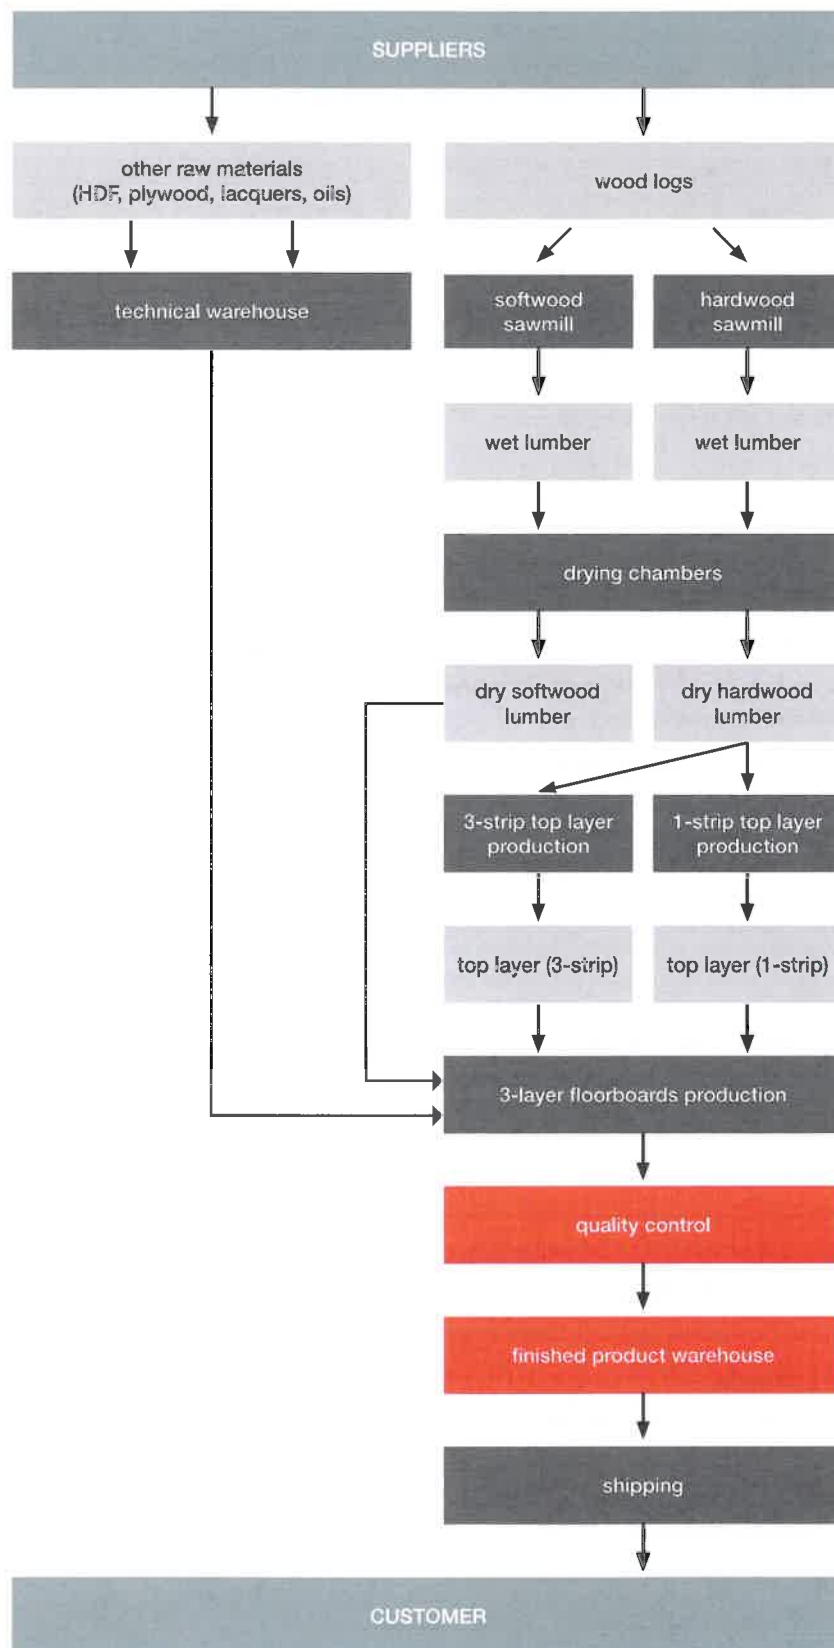 SUPPLIERS
other raw materials
(HDF, plywood, lacquers, oils)
wood logs
technical warehouse
softwood
sawmill
hardwood
sawmill
wet lumber
wet lumber
drying chambers
dry softwood
lumber
dry hardwood
lumber
3-strip top layer
production
1-strip top layer
production
top layer (3-strip)
top layer (1-strip)
3-layer floorboards production
quality control
finished product warehouse
shipping
CUSTOMER